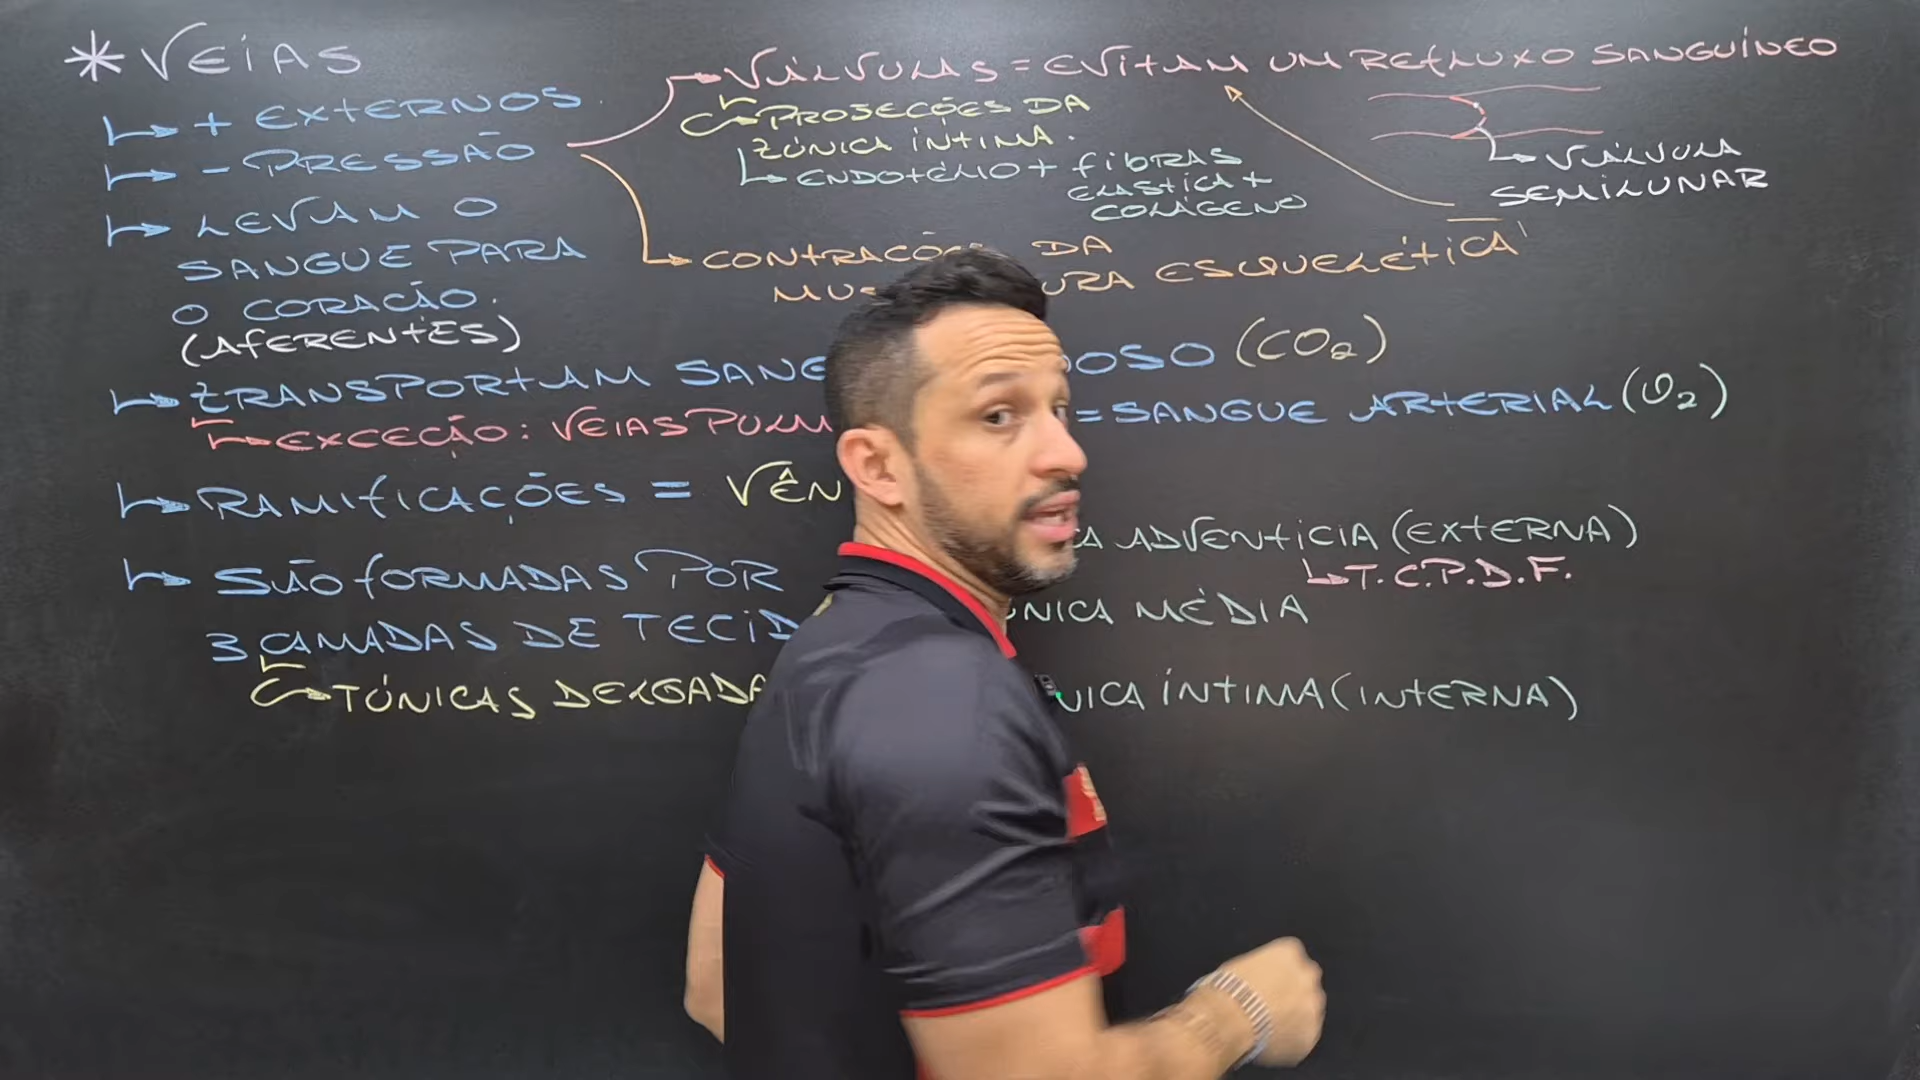 * VEIAS
+ EXTERNOS
- PRESSÃO
LEVAM O
SANGUE PARA
O CORAÇÃO.
(AFERENTES)
VÁLVULAS = EVITAM UM REFLUXO SANGUÍNEO
PROJEÇÕES DA
TÚNICA ÍNTIMA.
ENDOTÉLIO + FIBRAS
ELÁSTICA +
COLÁGENO
VÁLVULA
SEMILUNAR
CONTRAÇÕES DA
ESQUELÉTICA
TRANSPORTAM (CO2)
EXCEÇÃO: VEIAS = SANGUE ARTERIAL (O2)
RAMIFICAÇÕES =
SÃO FORMADAS POR
3 CAMADAS DE
TÚNICAS DELGADA
ADVENTICIA (EXTERNA)
T.C.P.D.F.
MÉDIA
ÍNTIMA (INTERNA)